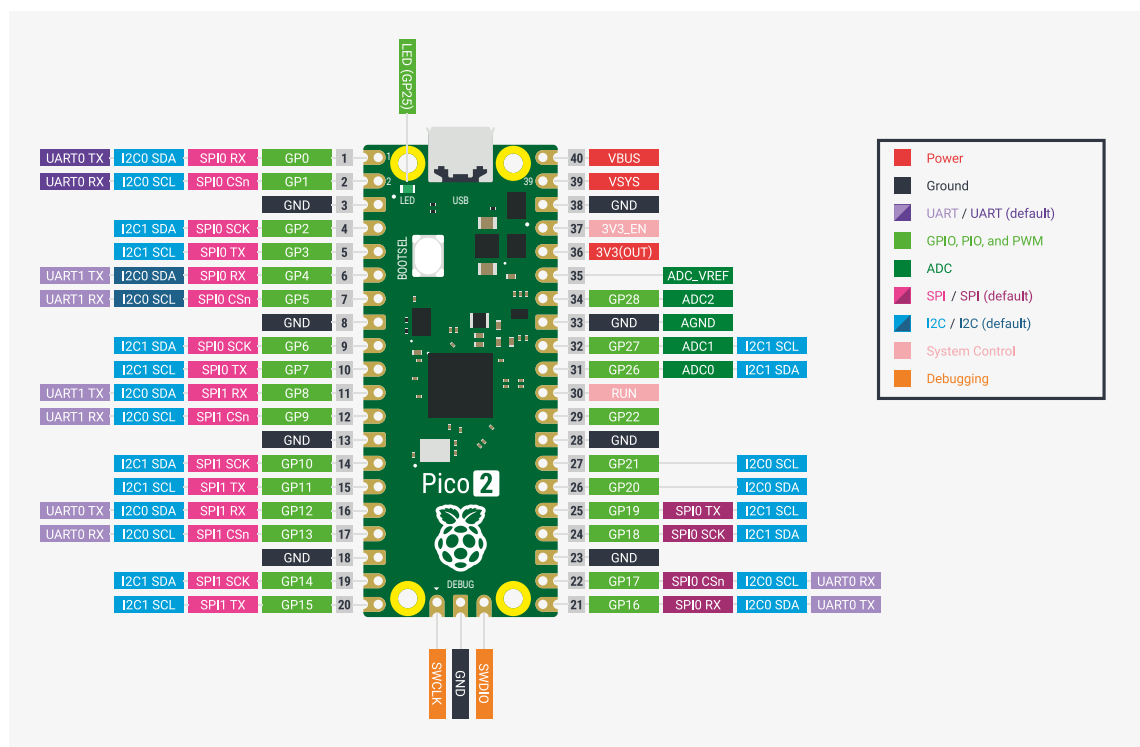 LED (GP25)
UART0 TX I2C0 SDA SPI0 RX GP0 1 1 40 VBUS
UART0 RX I2C0 SCL SPI0 CSn GP1 2 2 39 39 VSYS
GND 3 LED USB 38 GND
I2C1 SDA SPI0 SCK GP2 4 37 3V3_EN
I2C1 SCL SPI0 TX GP3 5 BOOTSEL 36 3V3(OUT)
UART1 TX I2C0 SDA SPI0 RX GP4 6 35 ADC_VREF
UART1 RX I2C0 SCL SPI0 CSn GP5 7 34 GP28 ADC2
GND 8 33 GND AGND
I2C1 SDA SPI0 SCK GP6 9 32 GP27 ADC1 I2C1 SCL
I2C1 SCL SPI0 TX GP7 10 31 GP26 ADC0 I2C1 SDA
UART1 TX I2C0 SDA SPI1 RX GP8 11 30 RUN
UART1 RX I2C0 SCL SPI1 CSn GP9 12 29 GP22
GND 13 28 GND
I2C1 SDA SPI1 SCK GP10 14 27 GP21 I2C0 SCL
I2C1 SCL SPI1 TX GP11 15 Pico 2 26 GP20 I2C0 SDA
UART0 TX I2C0 SDA SPI1 RX GP12 16 25 GP19 SPI0 TX I2C1 SCL
UART0 RX I2C0 SCL SPI1 CSn GP13 17 24 GP18 SPI0 SCK I2C1 SDA
GND 18 23 GND
I2C1 SDA SPI1 SCK GP14 19 DEBUG 22 GP17 SPI0 CSn I2C0 SCL UART0 RX
I2C1 SCL SPI1 TX GP15 20 21 GP16 SPI0 RX I2C0 SDA UART0 TX
SWCLK GND SWDIO
Power
Ground
UART / UART (default)
GPIO, PIO, and PWM
ADC
SPI / SPI (default)
I2C / I2C (default)
System Control
Debugging